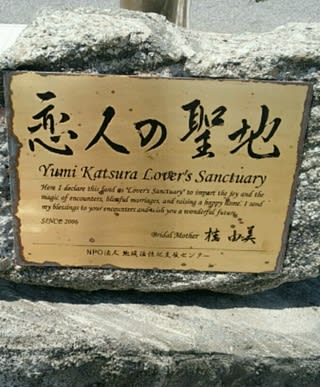 恋人の聖地
Yumi Katsura Lover's Sanctuary
Here I declare this land as "Lover's Sanctuary" to impart the joy and the
magic of encounters, blissful marriages, and raising a happy home. I send
my blessings to your encounters and wish you a wonderful future.
SINCE 2006
Bridal Mother 桂由美
NPO法人 地域活性化支援センター